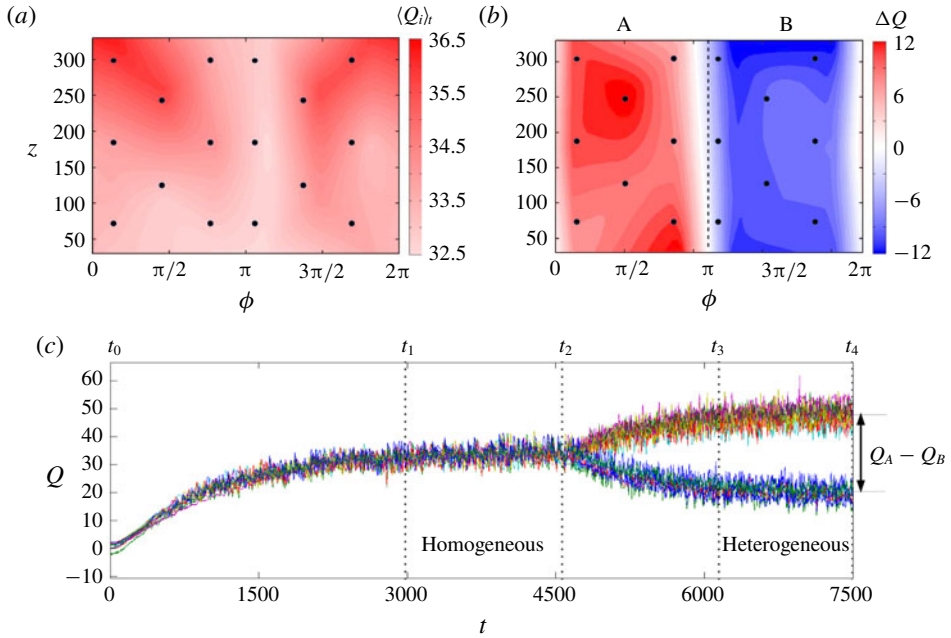 (a)
⟨Q_i⟩_t
300
250
200
150
100
50
z
0 π/2 π 3π/2 2π
ϕ
36.5
35.5
34.5
33.5
32.5
(b)
A B
ΔQ
300
250
200
150
100
50
0 π/2 π 3π/2 2π
ϕ
12
6
0
−6
−12
(c)
t_0 t_1 t_2 t_3 t_4
60
50
40
30
20
10
0
−10
Q
Q_A − Q_B
Homogeneous Heterogeneous
0 1500 3000 4500 6000 7500
t